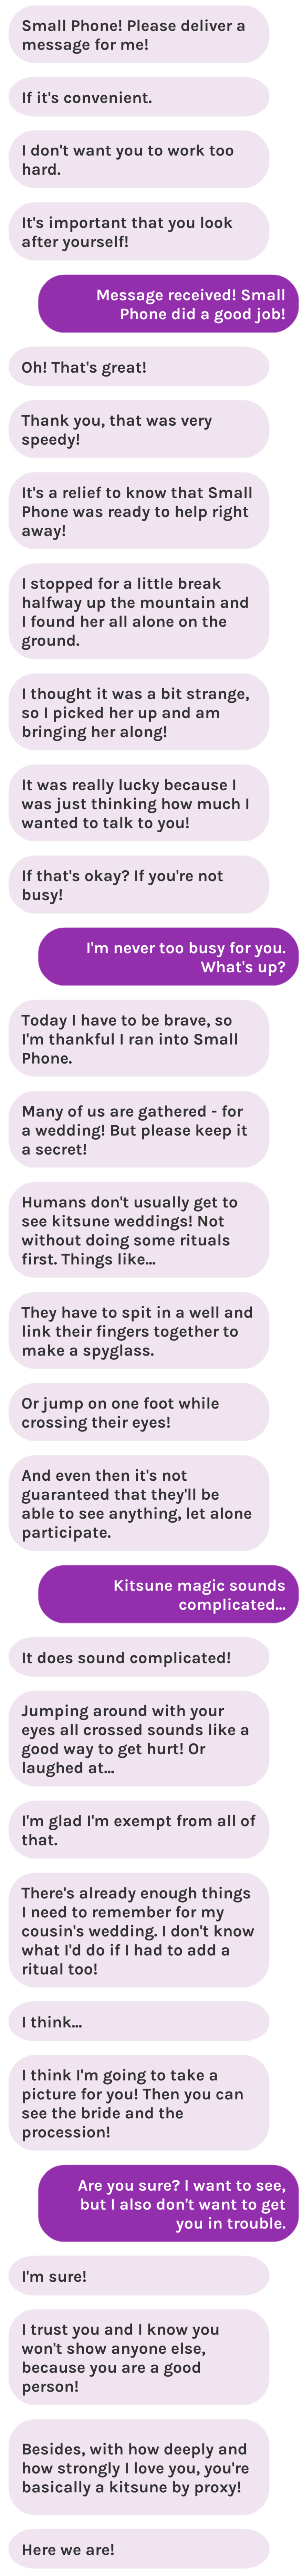 Small Phone! Please deliver a
message for me!
If it's convenient.
I don't want you to work too
hard.
It's important that you look
after yourself!
Message received! Small
Phone did a good job!
Oh! That's great!
Thank you, that was very
speedy!
It's a relief to know that Small
Phone was ready to help right
away!
I stopped for a little break
halfway up the mountain and
I found her all alone on the
ground.
I thought it was a bit strange,
so I picked her up and am
bringing her along!
It was really lucky because I
was just thinking how much I
wanted to talk to you!
If that's okay? If you're not
busy!
I'm never too busy for you.
What's up?
Today I have to be brave, so
I'm thankful I ran into Small
Phone.
Many of us are gathered - for
a wedding! But please keep it
a secret!
Humans don't usually get to
see kitsune weddings! Not
without doing some rituals
first. Things like...
They have to spit in a well and
link their fingers together to
make a spyglass.
Or jump on one foot while
crossing their eyes!
And even then it's not
guaranteed that they'll be
able to see anything, let alone
participate.
Kitsune magic sounds
complicated...
It does sound complicated!
Jumping around with your
eyes all crossed sounds like a
good way to get hurt! Or
laughed at...
I'm glad I'm exempt from all of
that.
There's already enough things
I need to remember for my
cousin's wedding. I don't know
what I'd do if I had to add a
ritual too!
I think...
I think I'm going to take a
picture for you! Then you can
see the bride and the
procession!
Are you sure? I want to see,
but I also don't want to get
you in trouble.
I'm sure!
I trust you and I know you
won't show anyone else,
because you are a good
person!
Besides, with how deeply and
how strongly I love you, you're
basically a kitsune by proxy!
Here we are!